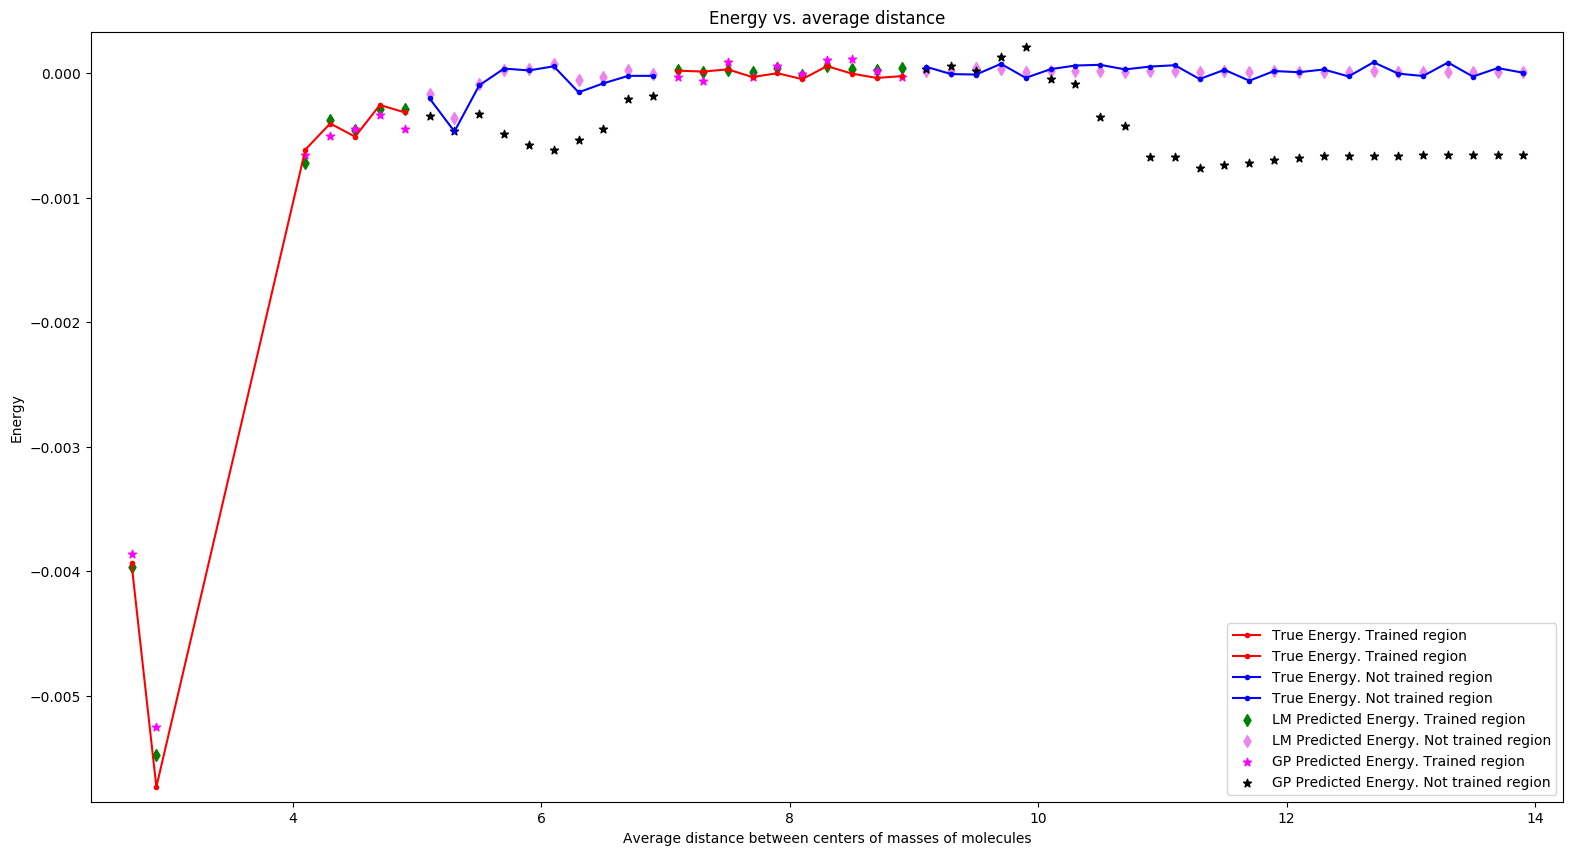 Energy vs. average distance
0.000
−0.001
−0.002
−0.003
−0.004
−0.005
Energy
4
6
8
10
12
14
Average distance between centers of masses of molecules
True Energy. Trained region
True Energy. Trained region
True Energy. Not trained region
True Energy. Not trained region
LM Predicted Energy. Trained region
LM Predicted Energy. Not trained region
GP Predicted Energy. Trained region
GP Predicted Energy. Not trained region